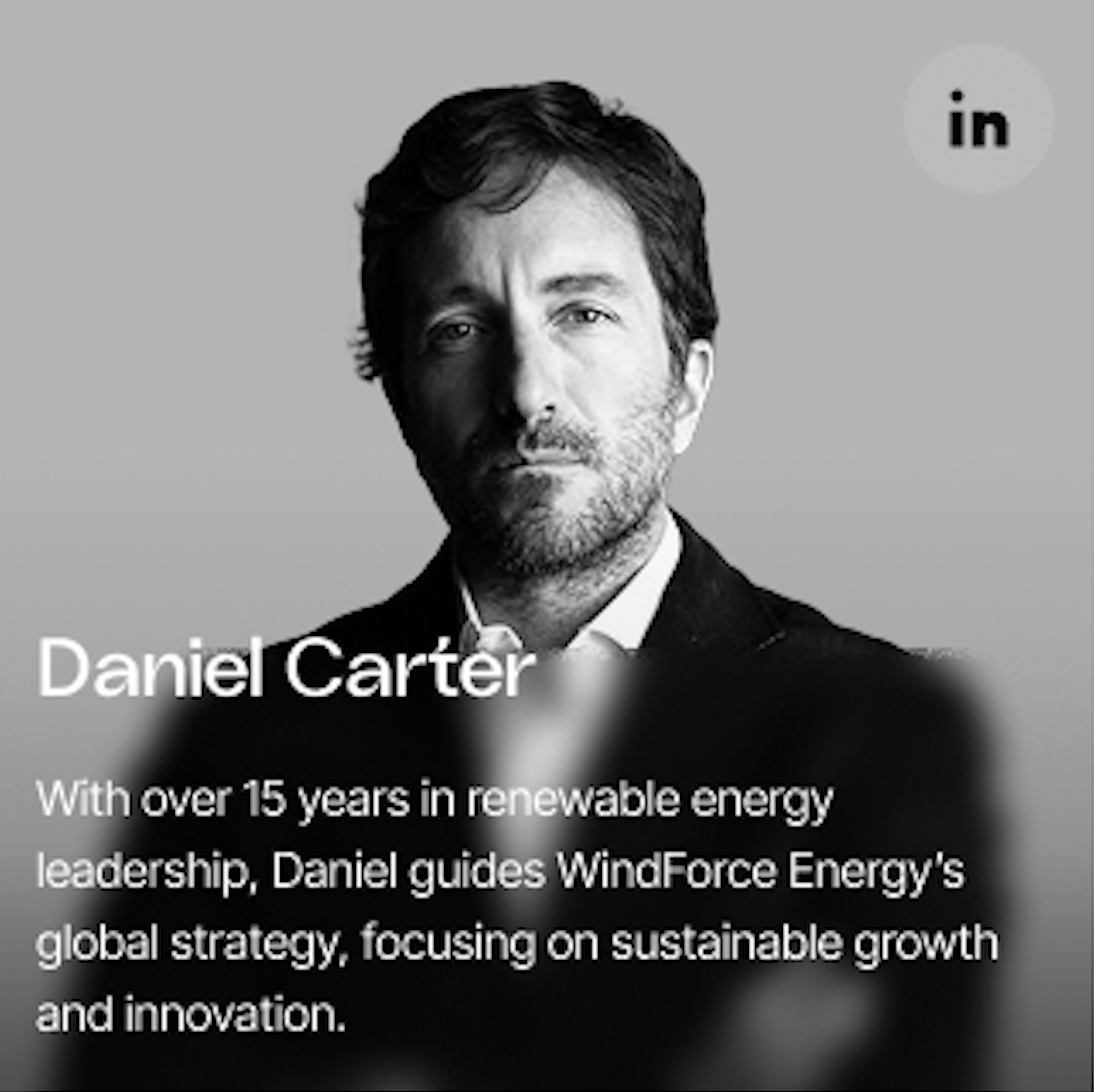 in
Daniel Carter
With over 15 years in renewable energy
leadership, Daniel guides WindForce Energy’s
global strategy, focusing on sustainable growth
and innovation.